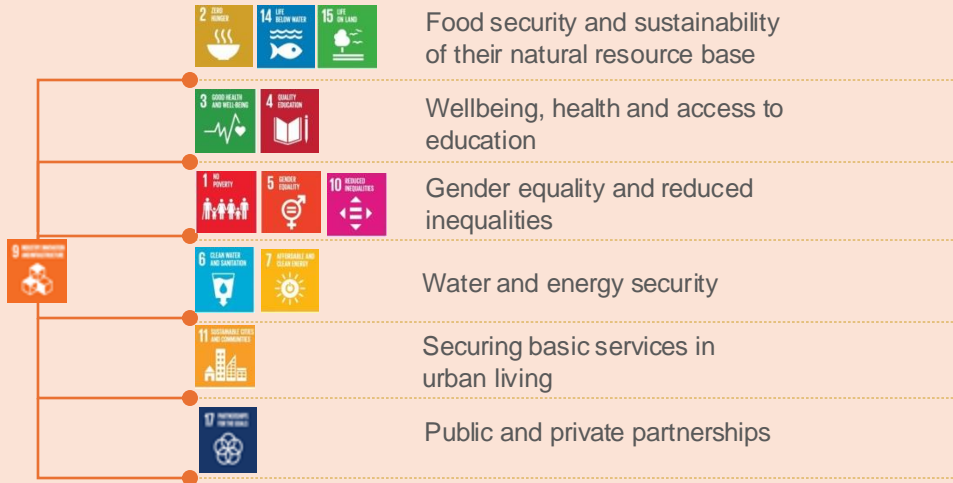 2 ZERO HUNGER
14 LIFE BELOW WATER
15 LIFE ON LAND
Food security and sustainability
of their natural resource base
3 GOOD HEALTH AND WELL-BEING
4 QUALITY EDUCATION
Wellbeing, health and access to
education
1 NO POVERTY
5 GENDER EQUALITY
10 REDUCED INEQUALITIES
Gender equality and reduced
inequalities
9 INDUSTRY, INNOVATION AND INFRASTRUCTURE
6 CLEAN WATER AND SANITATION
7 AFFORDABLE AND CLEAN ENERGY
Water and energy security
11 SUSTAINABLE CITIES AND COMMUNITIES
Securing basic services in
urban living
17 PARTNERSHIPS FOR THE GOALS
Public and private partnerships